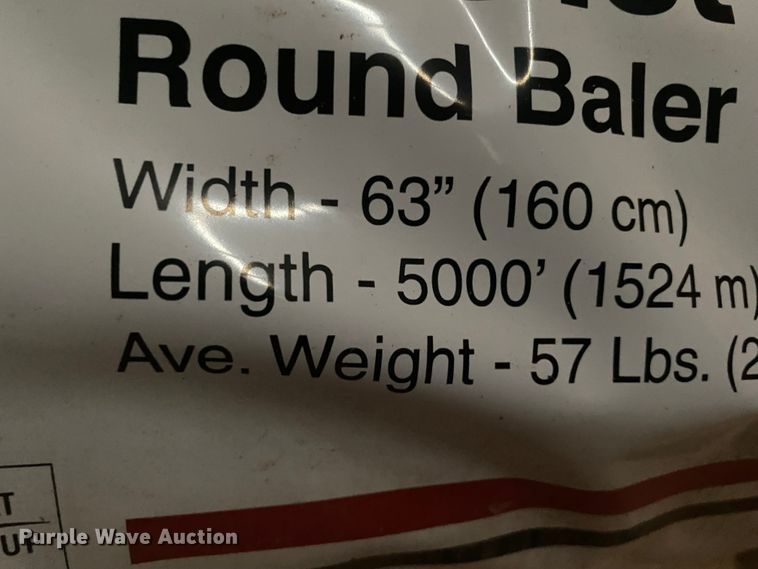 Round Baler
Width - 63” (160 cm)
Length - 5000’ (1524 m)
Ave. Weight - 57 Lbs. (2
Purple Wave Auction